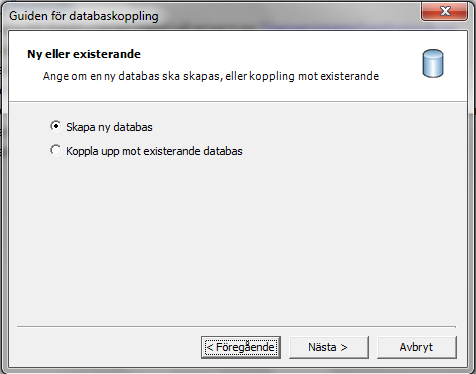 Guiden för databaskoppling
Ny eller existerande
Ange om en ny databas ska skapas, eller koppling mot existerande
Skapa ny databas
Koppla upp mot existerande databas
< Föregående
Nästa >
Avbryt